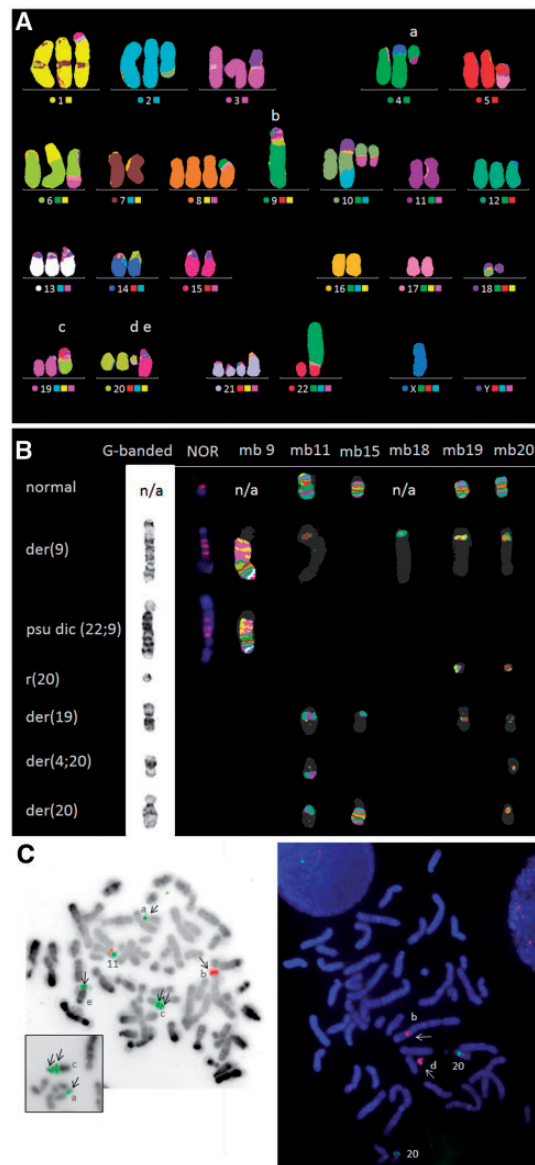 A
a
1 2 3 4 5
b
6 7 8 9 10 11 12
13 14 15 16 17 18
c d e
19 20 21 22 X Y
B G-banded NOR mb 9 mb11 mb15 mb18 mb19 mb20
normal n/a n/a n/a
der(9)
psu dic (22;9)
r(20)
der(19)
der(4;20)
der(20)
C
a
11
b
b
e
c
d
20
c
a
20